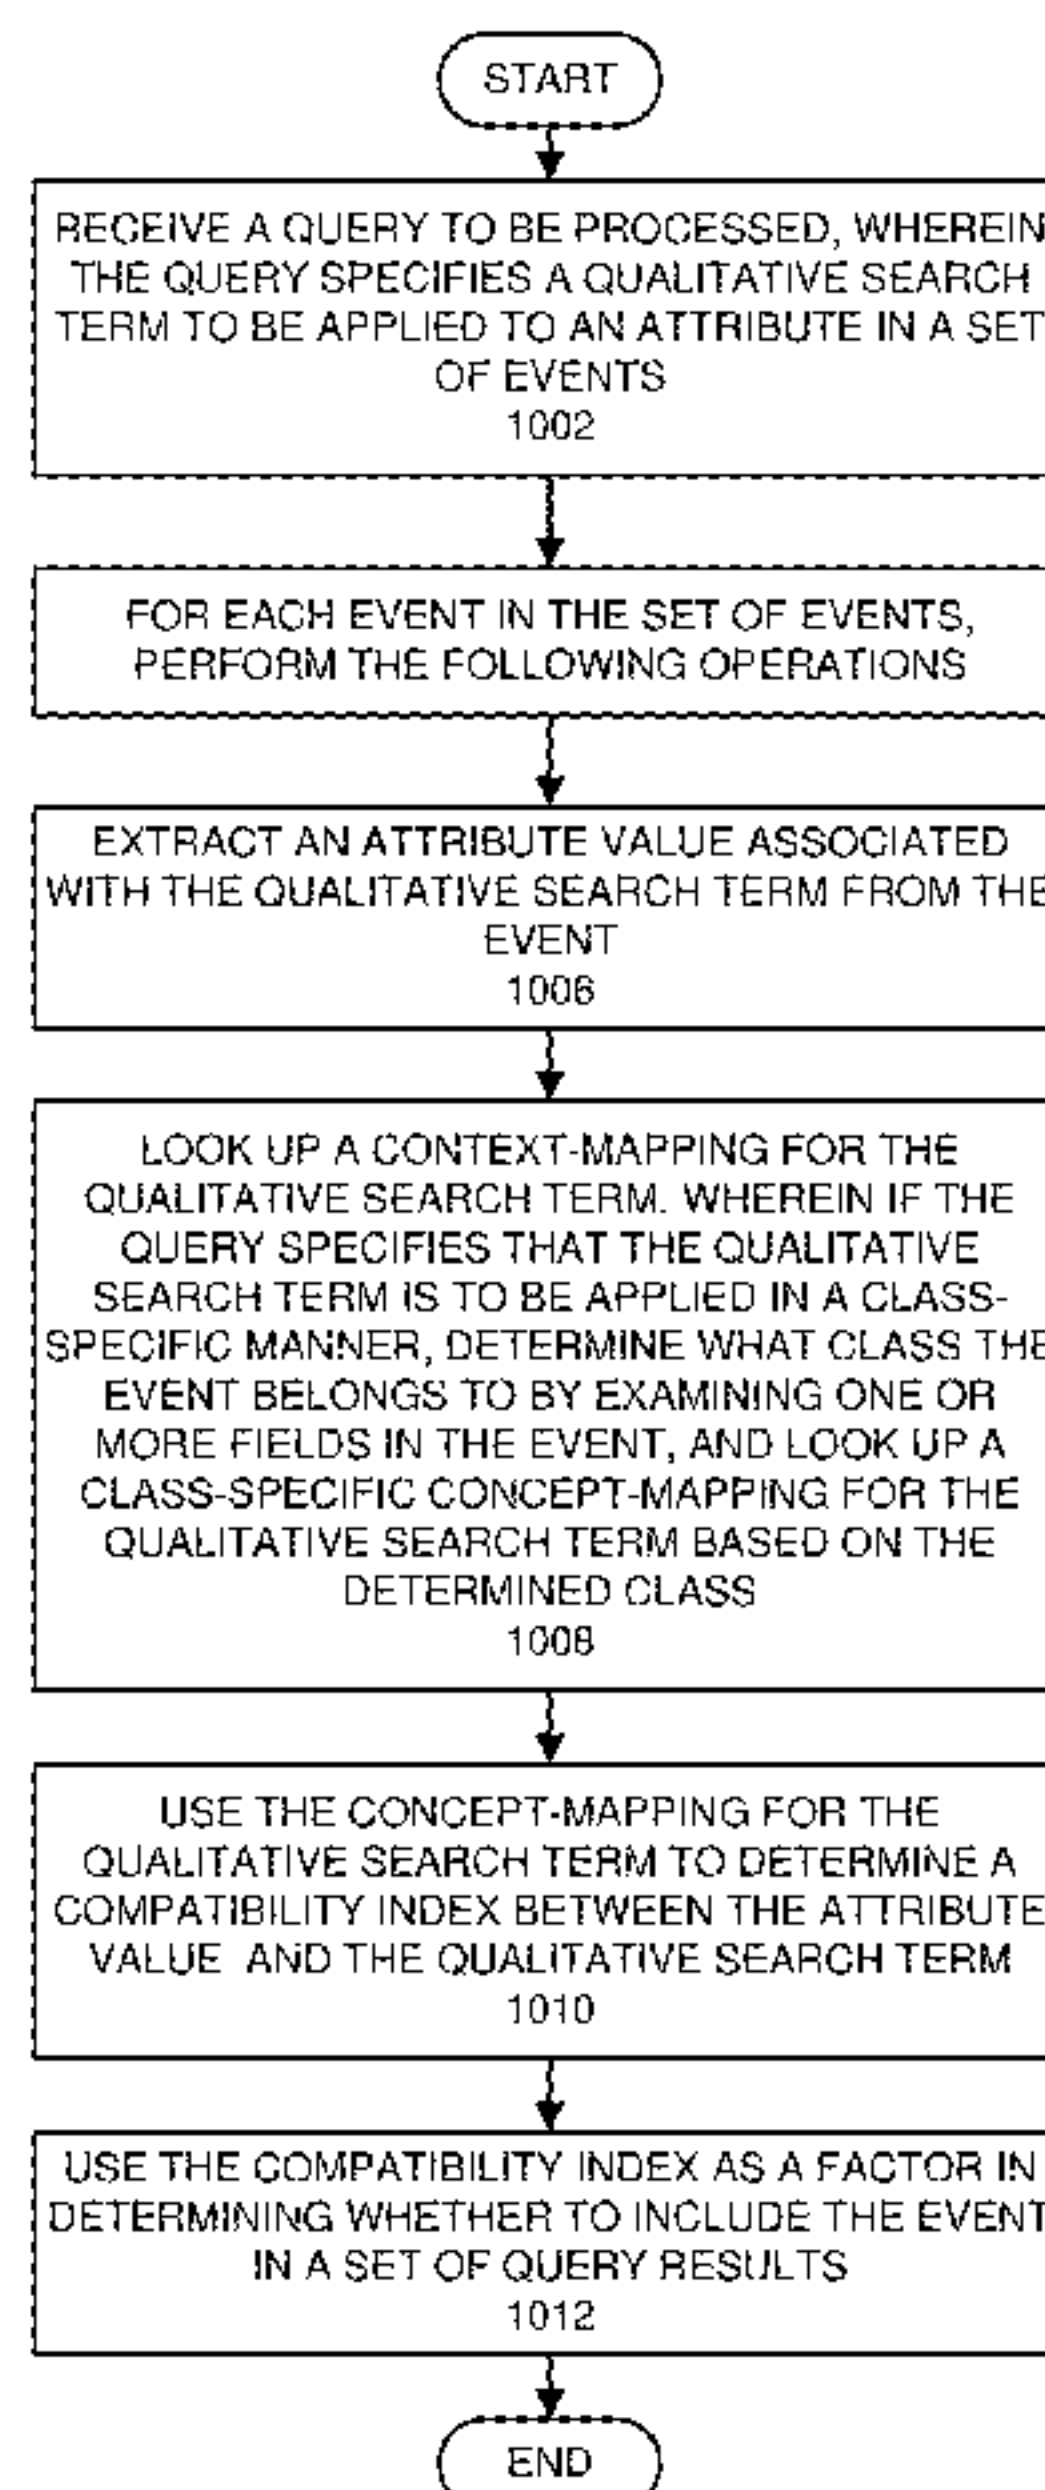 START
RECEIVE A QUERY TO BE PROCESSED, WHEREIN
THE QUERY SPECIFIES A QUALITATIVE SEARCH
TERM TO BE APPLIED TO AN ATTRIBUTE IN A SET
OF EVENTS
1002
FOR EACH EVENT IN THE SET OF EVENTS,
PERFORM THE FOLLOWING OPERATIONS
EXTRACT AN ATTRIBUTE VALUE ASSOCIATED
WITH THE QUALITATIVE SEARCH TERM FROM THE
EVENT
1006
LOOK UP A CONTEXT-MAPPING FOR THE
QUALITATIVE SEARCH TERM. WHEREIN IF THE
QUERY SPECIFIES THAT THE QUALITATIVE
SEARCH TERM IS TO BE APPLIED IN A CLASS-
SPECIFIC MANNER, DETERMINE WHAT CLASS THE
EVENT BELONGS TO BY EXAMINING ONE OR
MORE FIELDS IN THE EVENT, AND LOOK UP A
CLASS-SPECIFIC CONCEPT-MAPPING FOR THE
QUALITATIVE SEARCH TERM BASED ON THE
DETERMINED CLASS
1008
USE THE CONCEPT-MAPPING FOR THE
QUALITATIVE SEARCH TERM TO DETERMINE A
COMPATIBILITY INDEX BETWEEN THE ATTRIBUTE
VALUE AND THE QUALITATIVE SEARCH TERM
1010
USE THE COMPATIBILITY INDEX AS A FACTOR IN
DETERMINING WHETHER TO INCLUDE THE EVENT
IN A SET OF QUERY RESULTS
1012
END